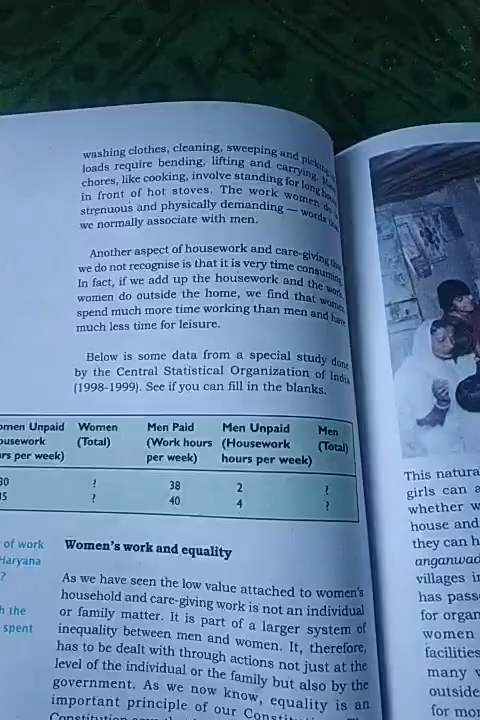 washing clothes, cleaning, sweeping and picking
loads require bending, lifting and carrying.
chores, like cooking, involve standing for long hours
in front of hot stoves. The work women do
strenuous and physically demanding — words
we normally associate with men.
Another aspect of housework and care-giving
we do not recognise is that it is very time consuming.
In fact, if we add up the housework and the work,
women do outside the home, we find that women
spend much more time working than men and have
much less time for leisure.
Below is some data from a special study done
by the Central Statistical Organization of India
(1998-1999). See if you can fill in the blanks.
Unpaid Women Men Paid Men Unpaid Men
(Total) (Work hours (Housework (Total)
per week) per week) hours per week)
30 ? 38 2 ?
35 ? 40 4 ?
of work
Haryana
?
the
spent
Women's work and equality
As we have seen the low value attached to women's
household and care-giving work is not an individual
or family matter. It is part of a larger system of
inequality between men and women. It, therefore,
has to be dealt with through actions not just at the
level of the individual or the family but also by the
government. As we now know, equality is an
important principle of our
This natura
girls can a
whether w
house and
they can h
anganwad
villages i
has pass
for organ
women
facilities
many
outside
for mor